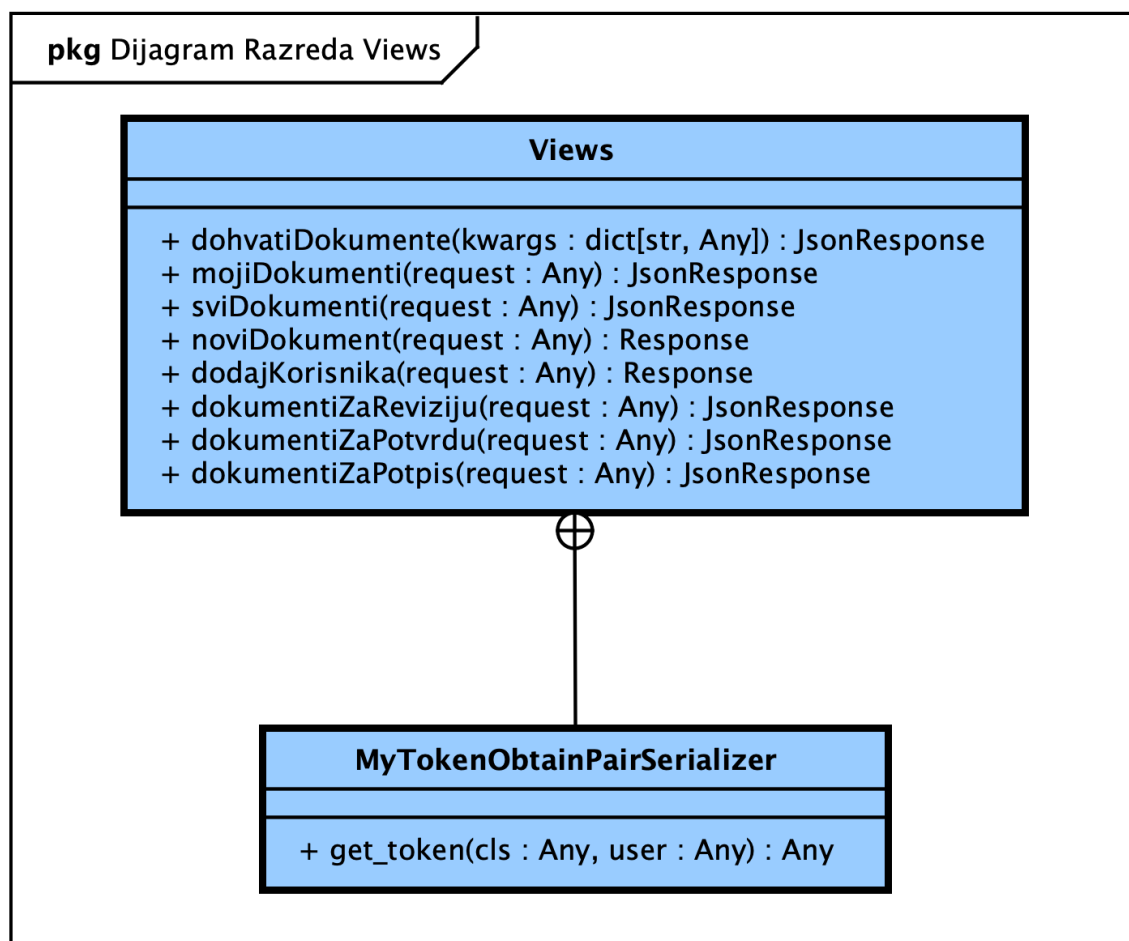 pkg Dijagram Razreda Views
Views
+ dohvatiDokumente(kwargs : dict[str, Any]) : JsonResponse
+ mojiDokumenti(request : Any) : JsonResponse
+ sviDokumenti(request : Any) : JsonResponse
+ noviDokument(request : Any) : Response
+ dodajKorisnika(request : Any) : Response
+ dokumentiZaReviziju(request : Any) : JsonResponse
+ dokumentiZaPotvrdu(request : Any) : JsonResponse
+ dokumentiZaPotpis(request : Any) : JsonResponse
MyTokenObtainPairSerializer
+ get_token(cls : Any, user : Any) : Any